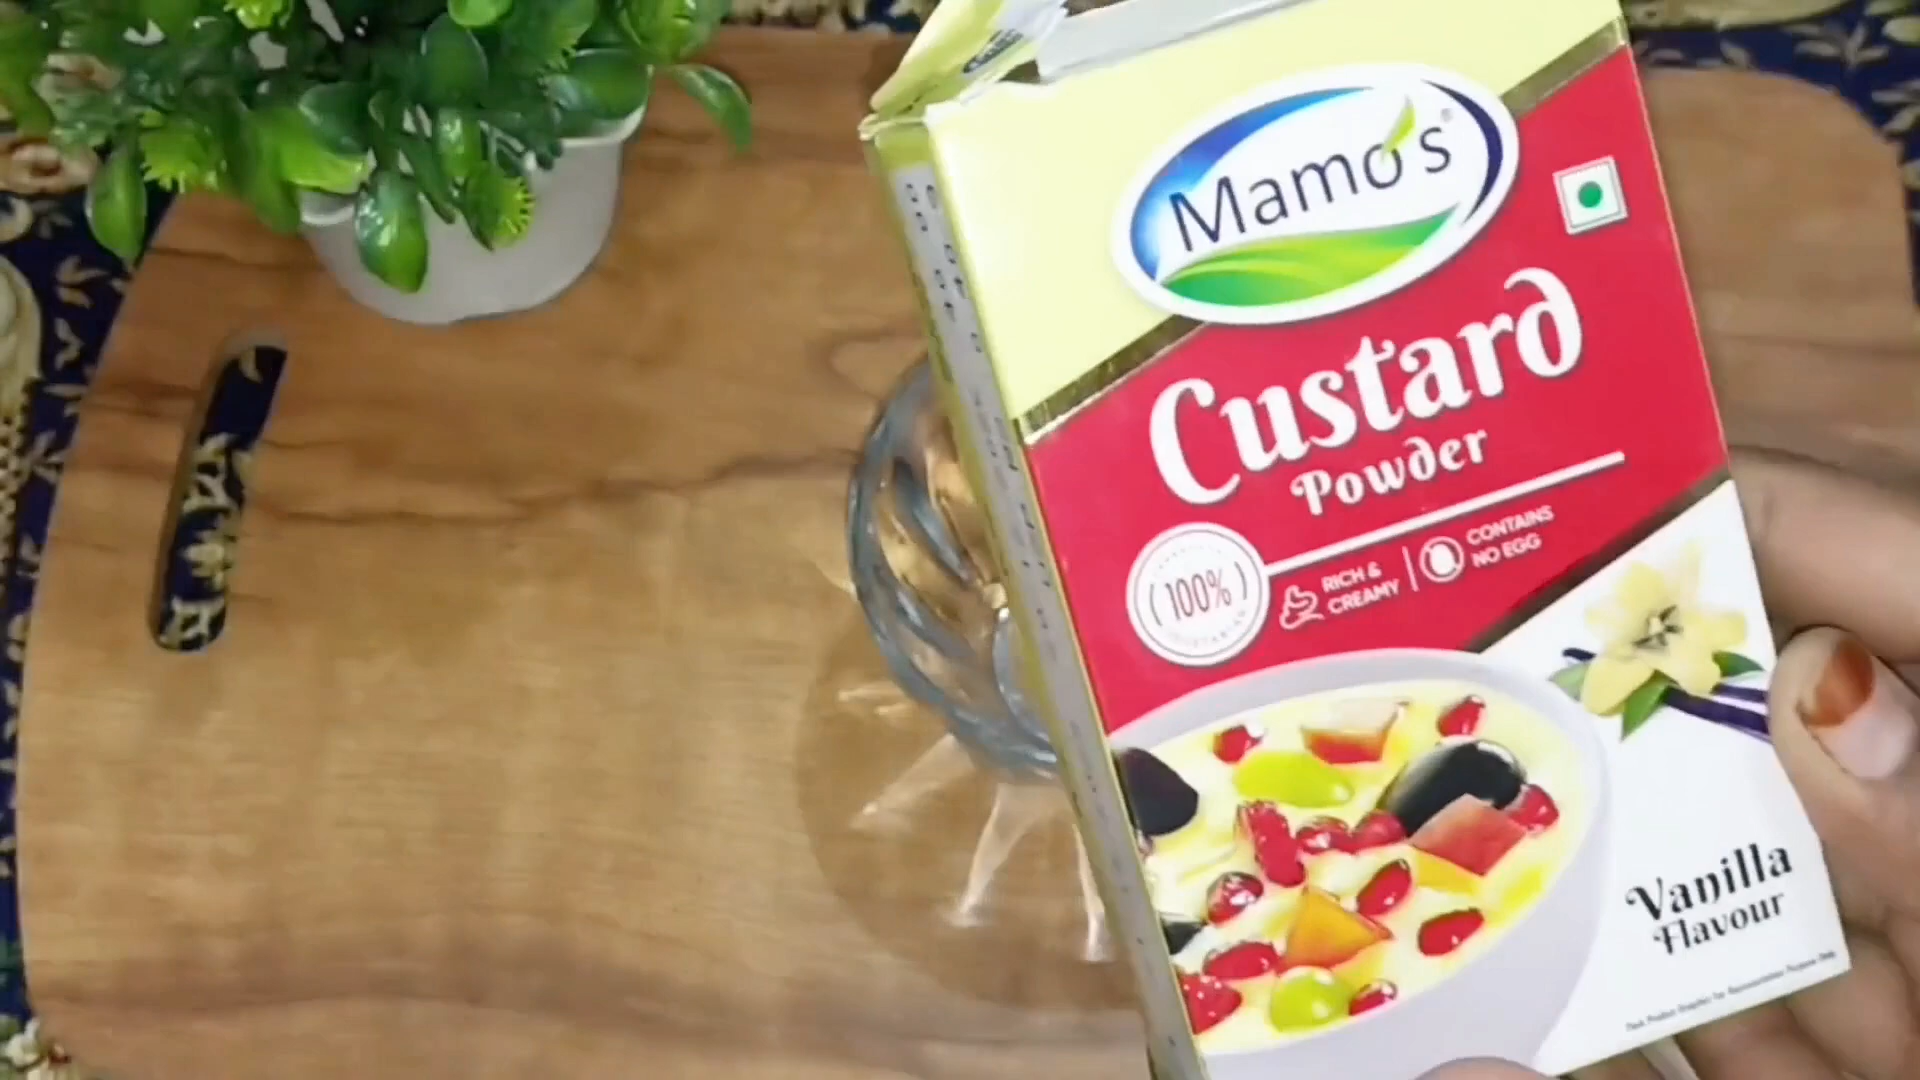 Mamo's®
Custard
Powder
(100%)
RICH &
CREAMY
CONTAINS
NO EGG
Vanilla
Flavour